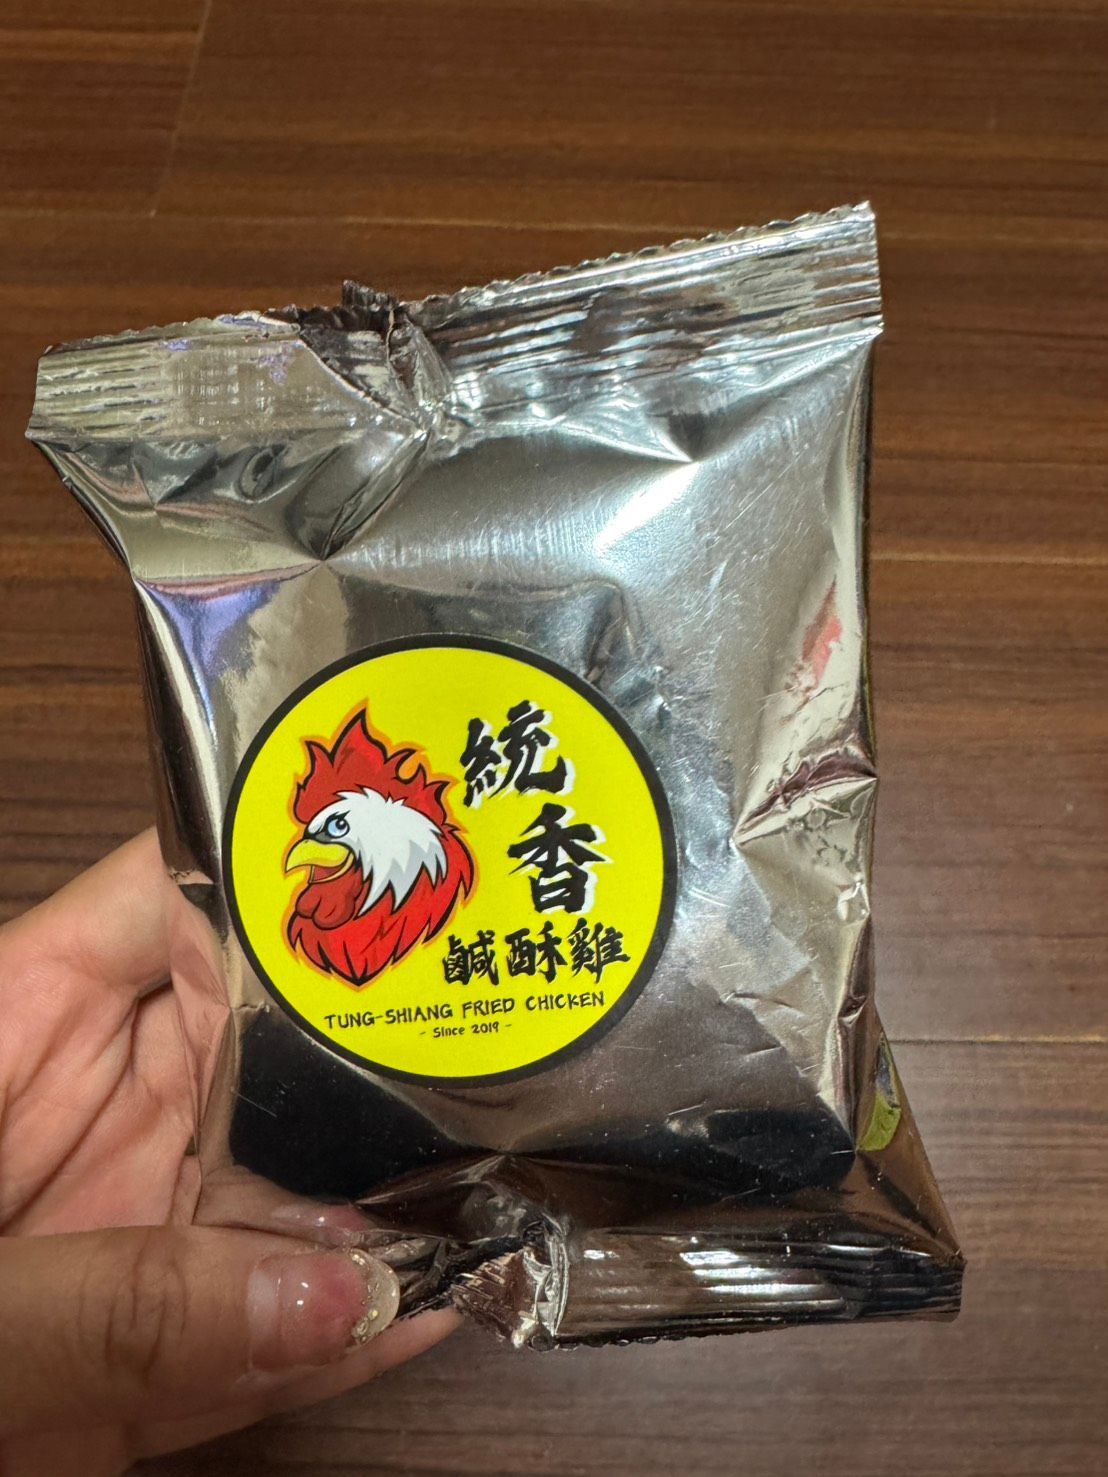 統
香
鹹酥雞
TUNG-SHIANG FRIED CHICKEN
- Since 2019 -